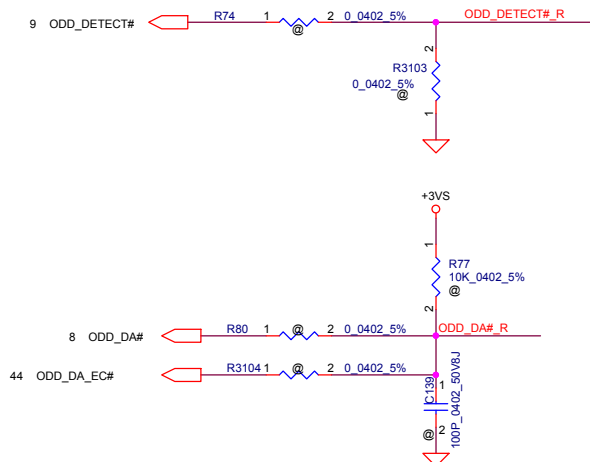 9 ODD_DETECT# R74 1 @ 2 0_0402_5% ODD_DETECT#_R
2
R3103
0_0402_5%
@
1
+3VS
1
R77
10K_0402_5%
@
2
8 ODD_DA# R80 1 @ 2 0_0402_5% ODD_DA#_R
44 ODD_DA_EC# R3104 1 @ 2 0_0402_5%
1
C139
100P_0402_50V8J
@
2